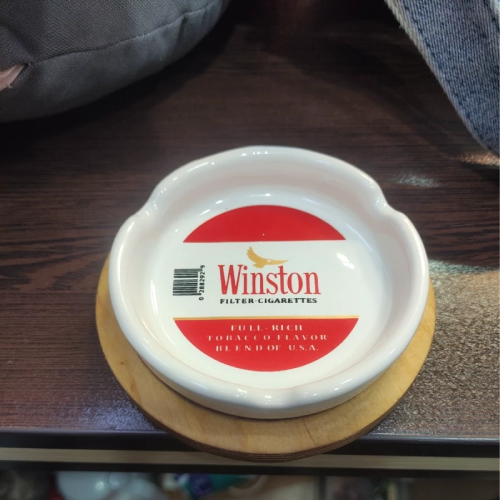 Winston
FILTER·CIGARETTES
FULL-RICH
TOBACCO FLAVOR
BLEND OF U.S.A.